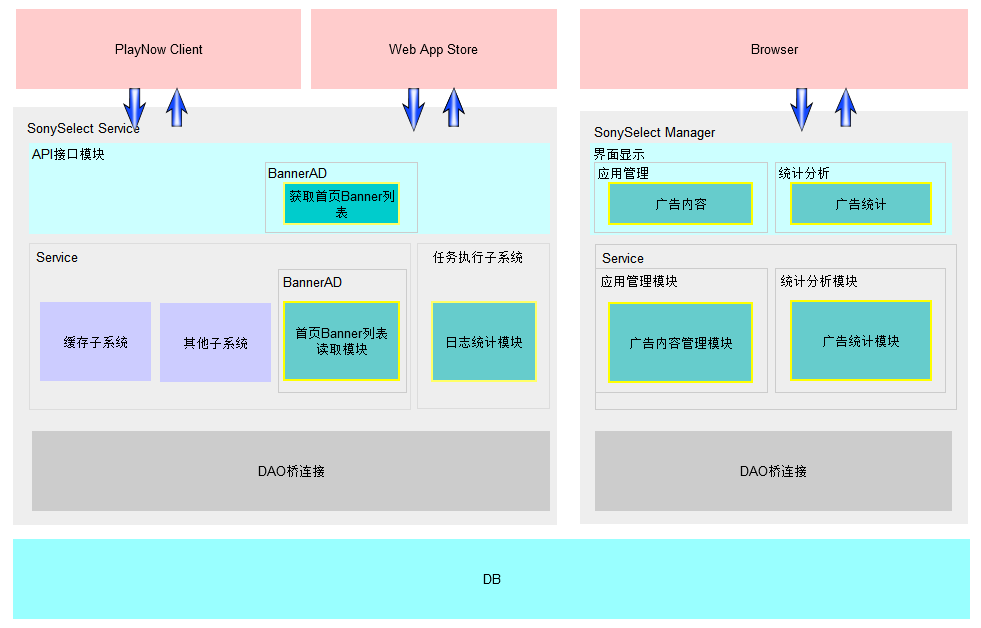 PlayNow Client
Web App Store
Browser
SonySelect Service
API接口模块
BannerAD
获取首页Banner列
表
Service
缓存子系统
其他子系统
BannerAD
首页Banner列表
读取模块
任务执行子系统
日志统计模块
DAO桥连接
SonySelect Manager
界面显示
应用管理
广告内容
统计分析
广告统计
Service
应用管理模块
广告内容管理模块
统计分析模块
广告统计模块
DAO桥连接
DB